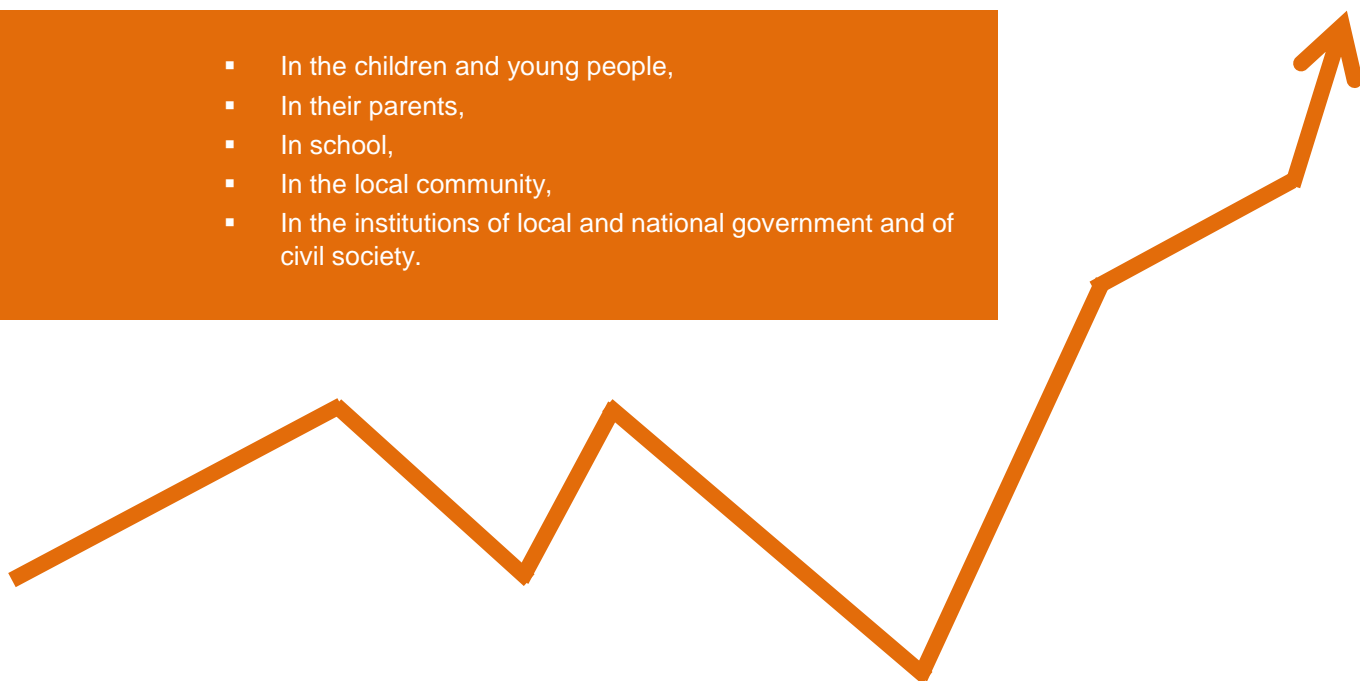 ▪ In the children and young people,
▪ In their parents,
▪ In school,
▪ In the local community,
▪ In the institutions of local and national government and of
civil society.